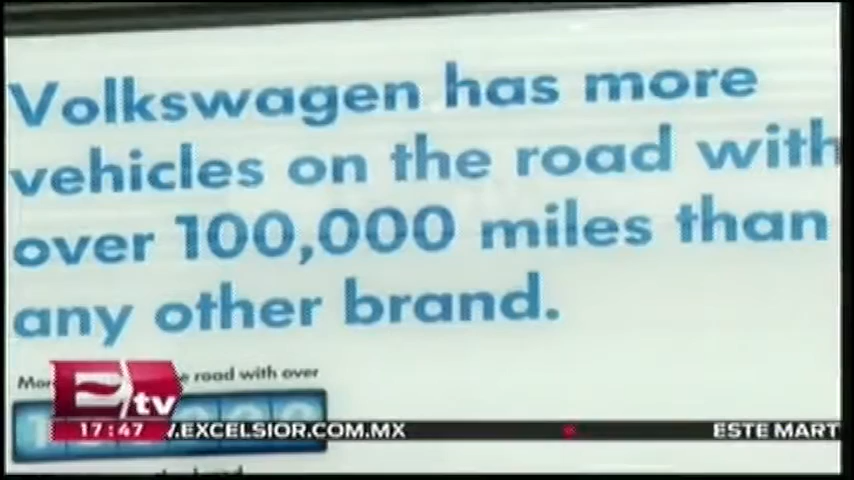 Volkswagen has more
vehicles on the road with
over 100,000 miles than
any other brand.
road with over
tv
17:47
.EXCELSIOR.COM.MX
ESTE MART